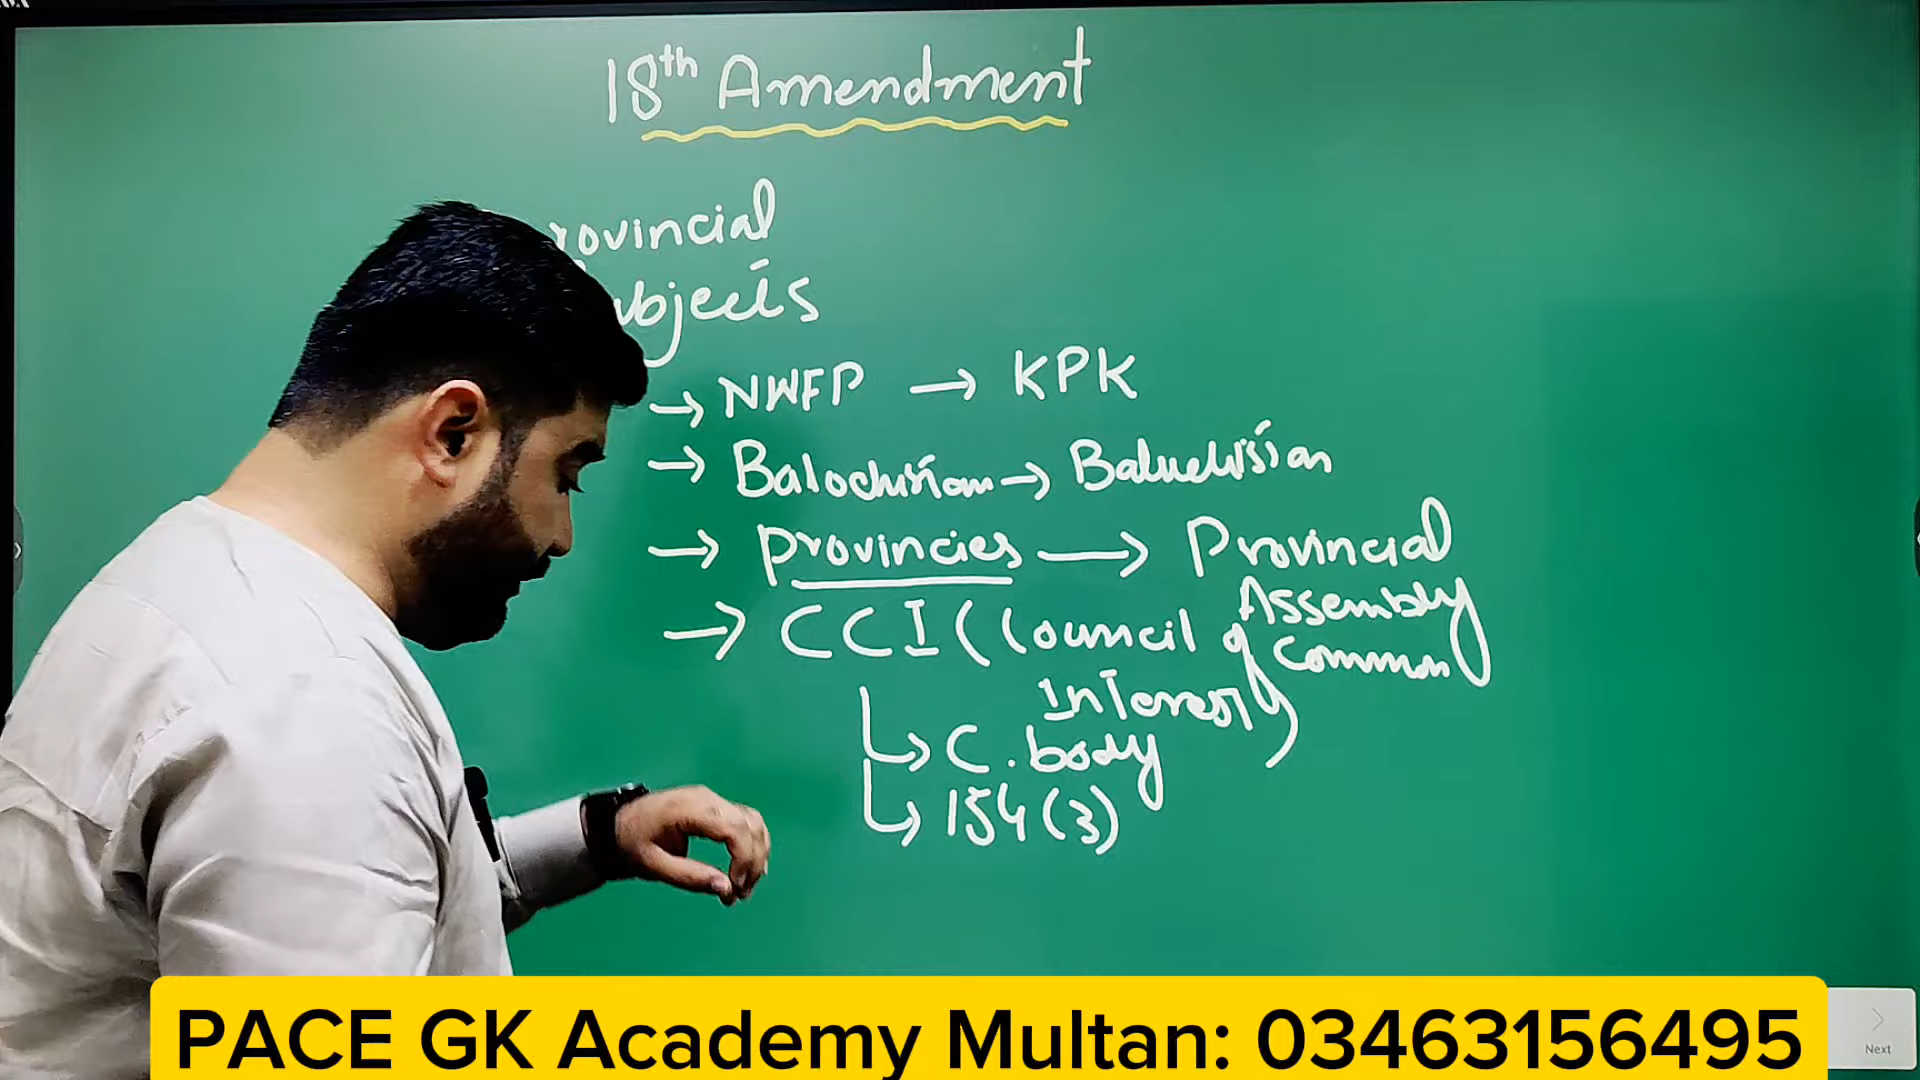 18th Amendment
rovincial
ubjects
→ NWFP → KPK
→ Balochistan → Baluchistan
→ provincies → Provincial Assembly
→ CCI (Council of Common Interest)
↳ C. body
↳ 154(3)
PACE GK Academy Multan: 03463156495
Next